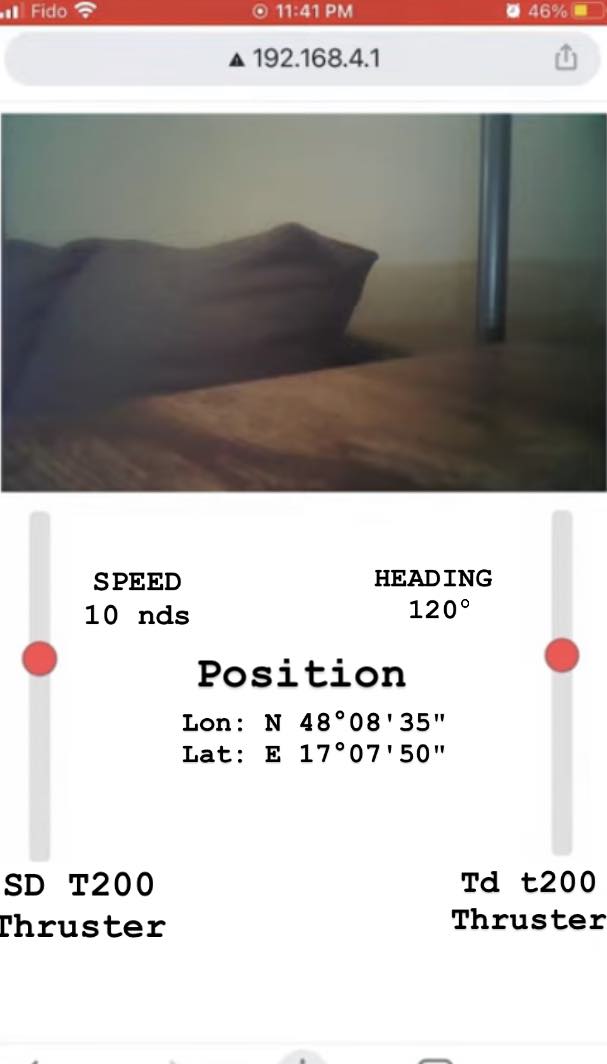 Fido 11:41 PM 46%
192.168.4.1
SPEED
10 nds
HEADING
120°
Position
Lon: N 48°08'35"
Lat: E 17°07'50"
SD T200
Thruster
Td t200
Thruster